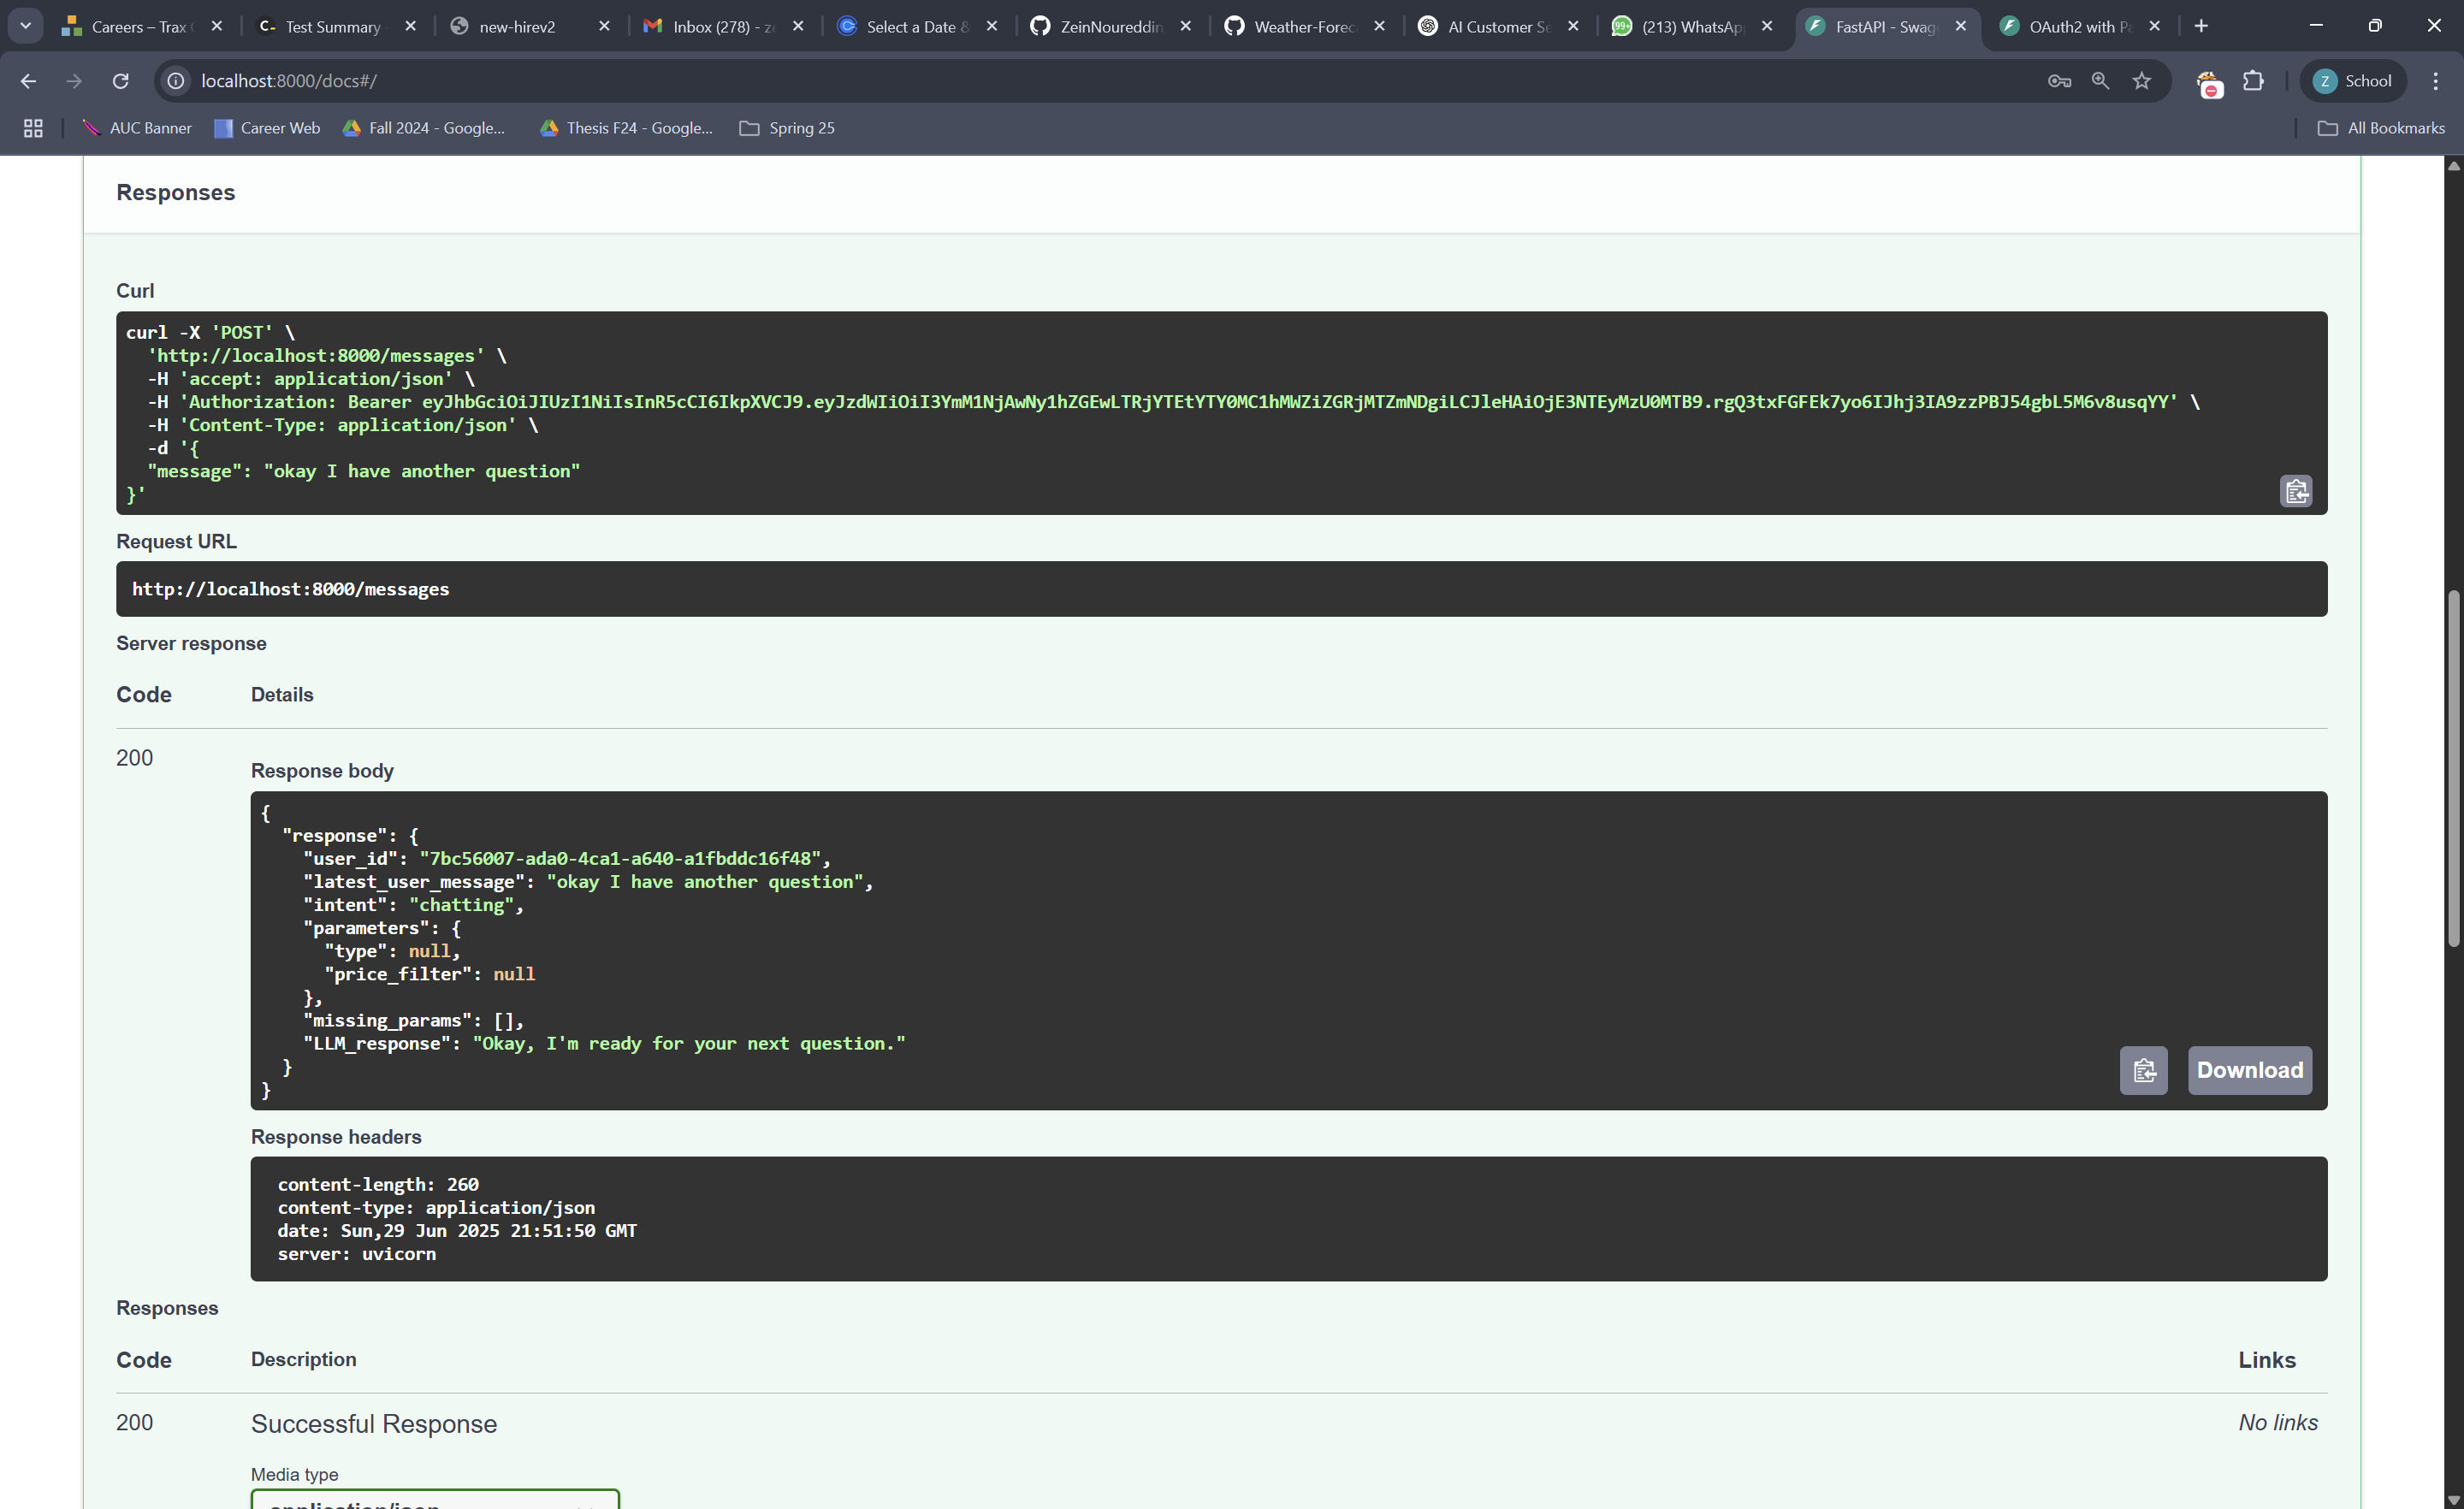 Careers – Trax
Test Summary
new-hirev2
Inbox (278) - ze
Select a Date &
ZeinNoureddin
Weather-Forec
AI Customer Se
99+
(213) WhatsAp
FastAPI - Swag
OAuth2 with Pa
localhost:8000/docs#/
Z
School
AUC Banner
Career Web
Fall 2024 - Google...
Thesis F24 - Google...
Spring 25
All Bookmarks
Responses
Curl
curl -X 'POST' \
'http://localhost:8000/messages' \
-H 'accept: application/json' \
-H 'Authorization: Bearer eyJhbGciOiJIUzI1NiIsInR5cCI6IkpXVCJ9.eyJzdWIiOiI3YmM1NjAwNy1hZGEwLTRjYTEtYTY0MC1hMWZiZGRjMTZmNDgiLCJleHAiOjE3NTEyMzU0MTB9.rgQ3txFGFEk7yo6IJhj3IA9zzPBJ54gbL5M6v8usqYY' \
-H 'Content-Type: application/json' \
-d '{
"message": "okay I have another question"
}'
Request URL
http://localhost:8000/messages
Server response
Code Details
200
Response body
{
"response": {
"user_id": "7bc56007-ada0-4ca1-a640-a1fbddc16f48",
"latest_user_message": "okay I have another question",
"intent": "chatting",
"parameters": {
"type": null,
"price_filter": null
},
"missing_params": [],
"LLM_response": "Okay, I'm ready for your next question."
}
}
Download
Response headers
content-length: 260
content-type: application/json
date: Sun,29 Jun 2025 21:51:50 GMT
server: uvicorn
Responses
Code Description Links
200 Successful Response No links
Media type
application/json